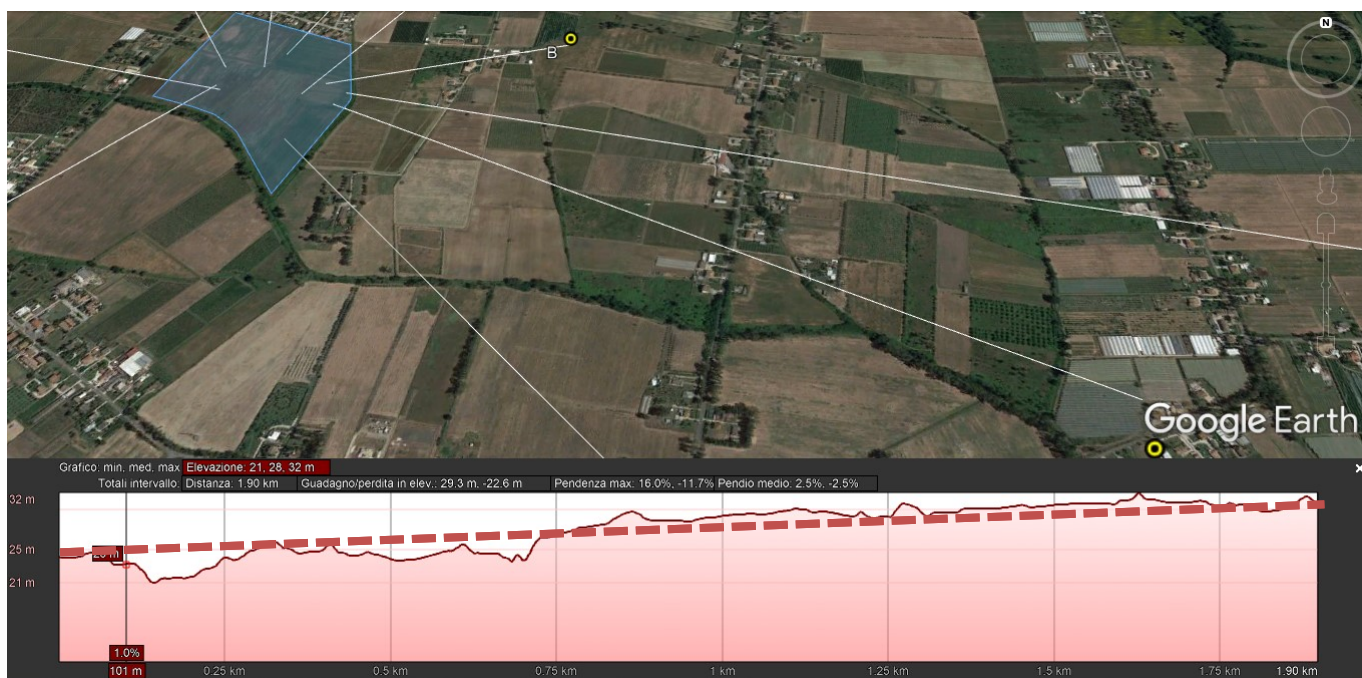 N
B
Google Earth
Grafico: min, med, max Elevazione: 21, 28, 32 m
Totali intervallo: Distanza: 1.90 km Guadagno/perdita in elev.: 29.3 m, -22.6 m Pendenza max: 16.0%, -11.7% Pendio medio: 2.5%, -2.5%
32 m
25 m
21 m
1.0%
101 m 0.25 km 0.5 km 0.75 km 1 km 1.25 km 1.5 km 1.75 km 1.90 km